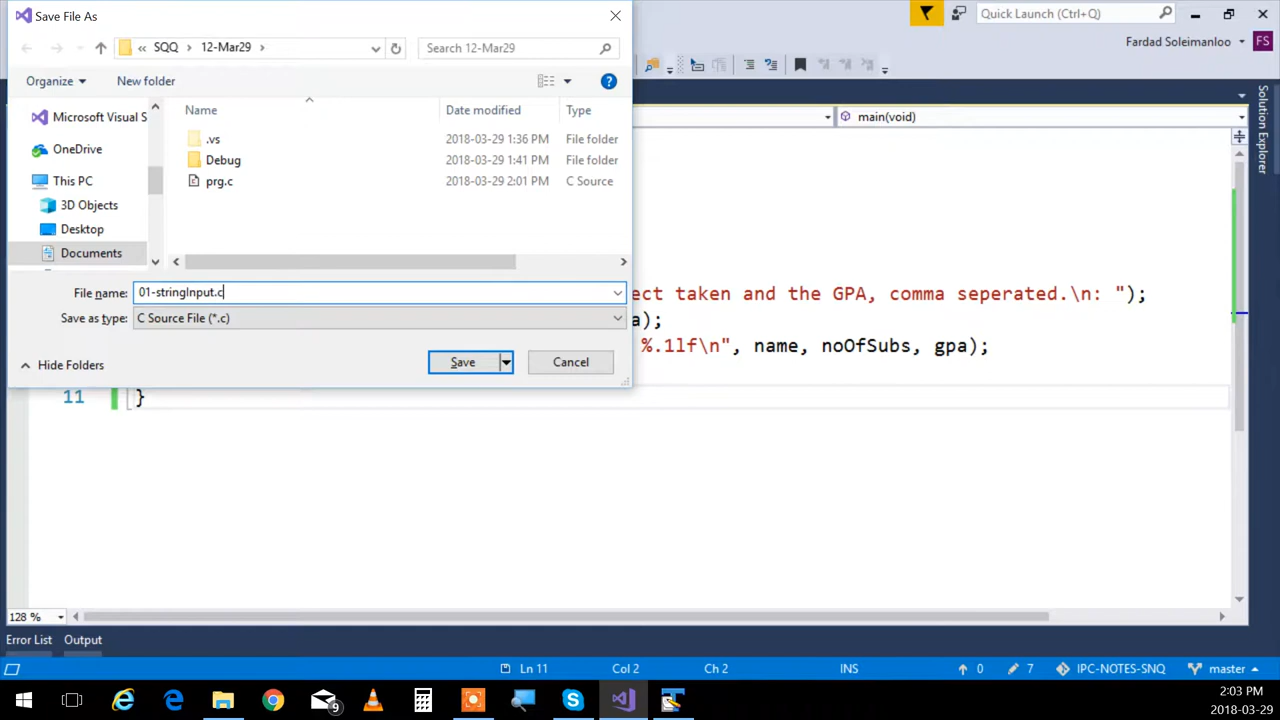 Save File As
« SQQ > 12-Mar29 >
Search 12-Mar29
Quick Launch (Ctrl+Q)
Fardad Soleimanloo
FS
Organize
New folder
Name
Date modified
Type
Microsoft Visual S
OneDrive
This PC
3D Objects
Desktop
Documents
.vs 2018-03-29 1:36 PM File folder
Debug 2018-03-29 1:41 PM File folder
prg.c 2018-03-29 2:01 PM C Source
main(void)
Solution Explorer
File name: 01-stringInput.c
Save as type: C Source File (*.c)
Save
Cancel
Hide Folders
ect taken and the GPA, comma seperated.\n: ");
a);
%.1lf\n", name, noOfSubs, gpa);
11 }
128 %
Error List
Output
Ln 11
Col 2
Ch 2
INS
0
7
IPC-NOTES-SNQ
master
9
2:03 PM
2018-03-29